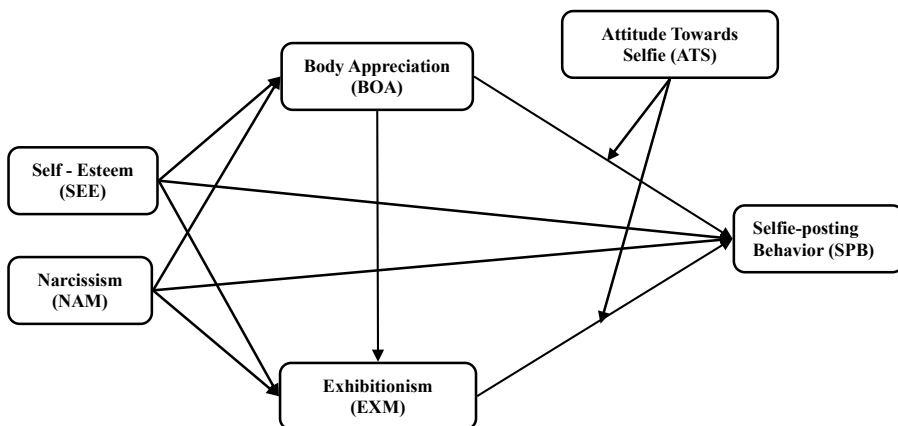 Attitude Towards
Selfie (ATS)
Body Appreciation
(BOA)
Self - Esteem
(SEE)
Selfie-posting
Behavior (SPB)
Narcissism
(NAM)
Exhibitionism
(EXM)